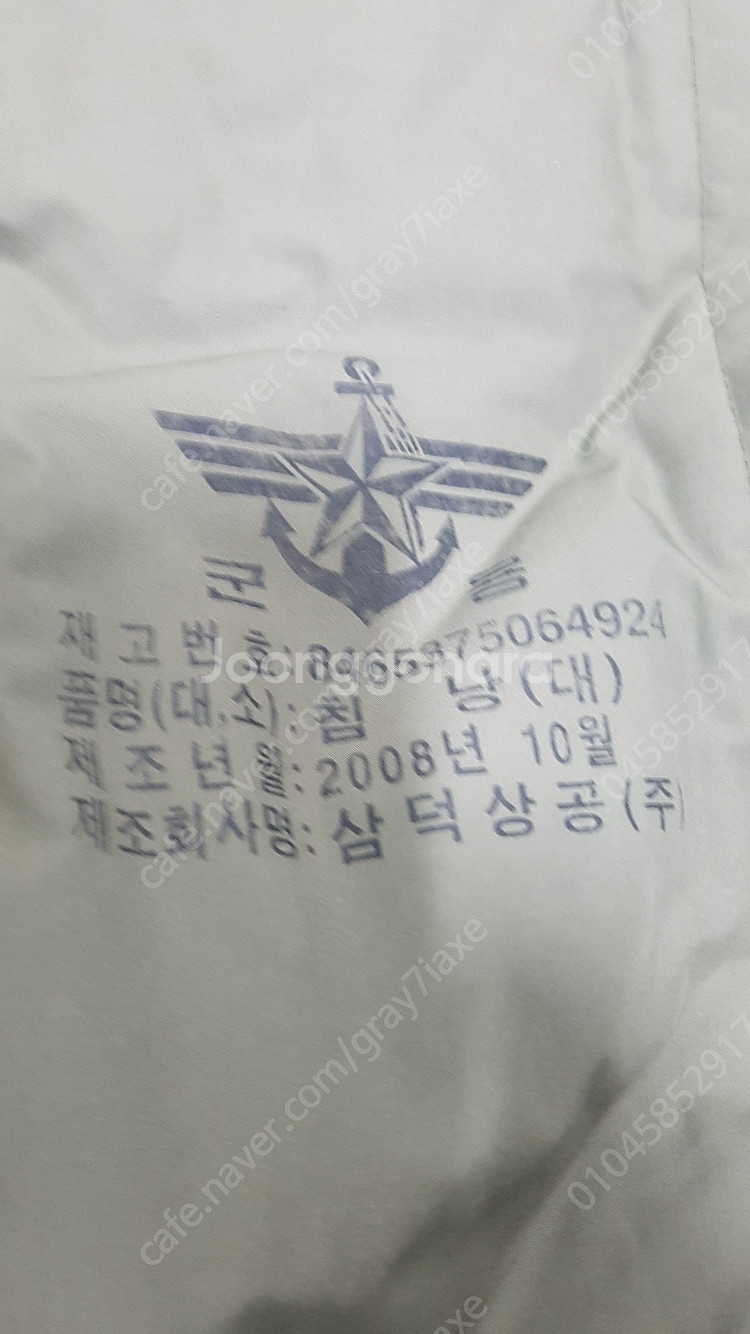 군 용
재고번호: 8465375064924
품명(대.소): 침 낭(대)
제조년월: 2008년 10월
제조회사명: 삼덕상공(주)
Joonggonara
cafe.naver.com/gray7iaxe
01045852917